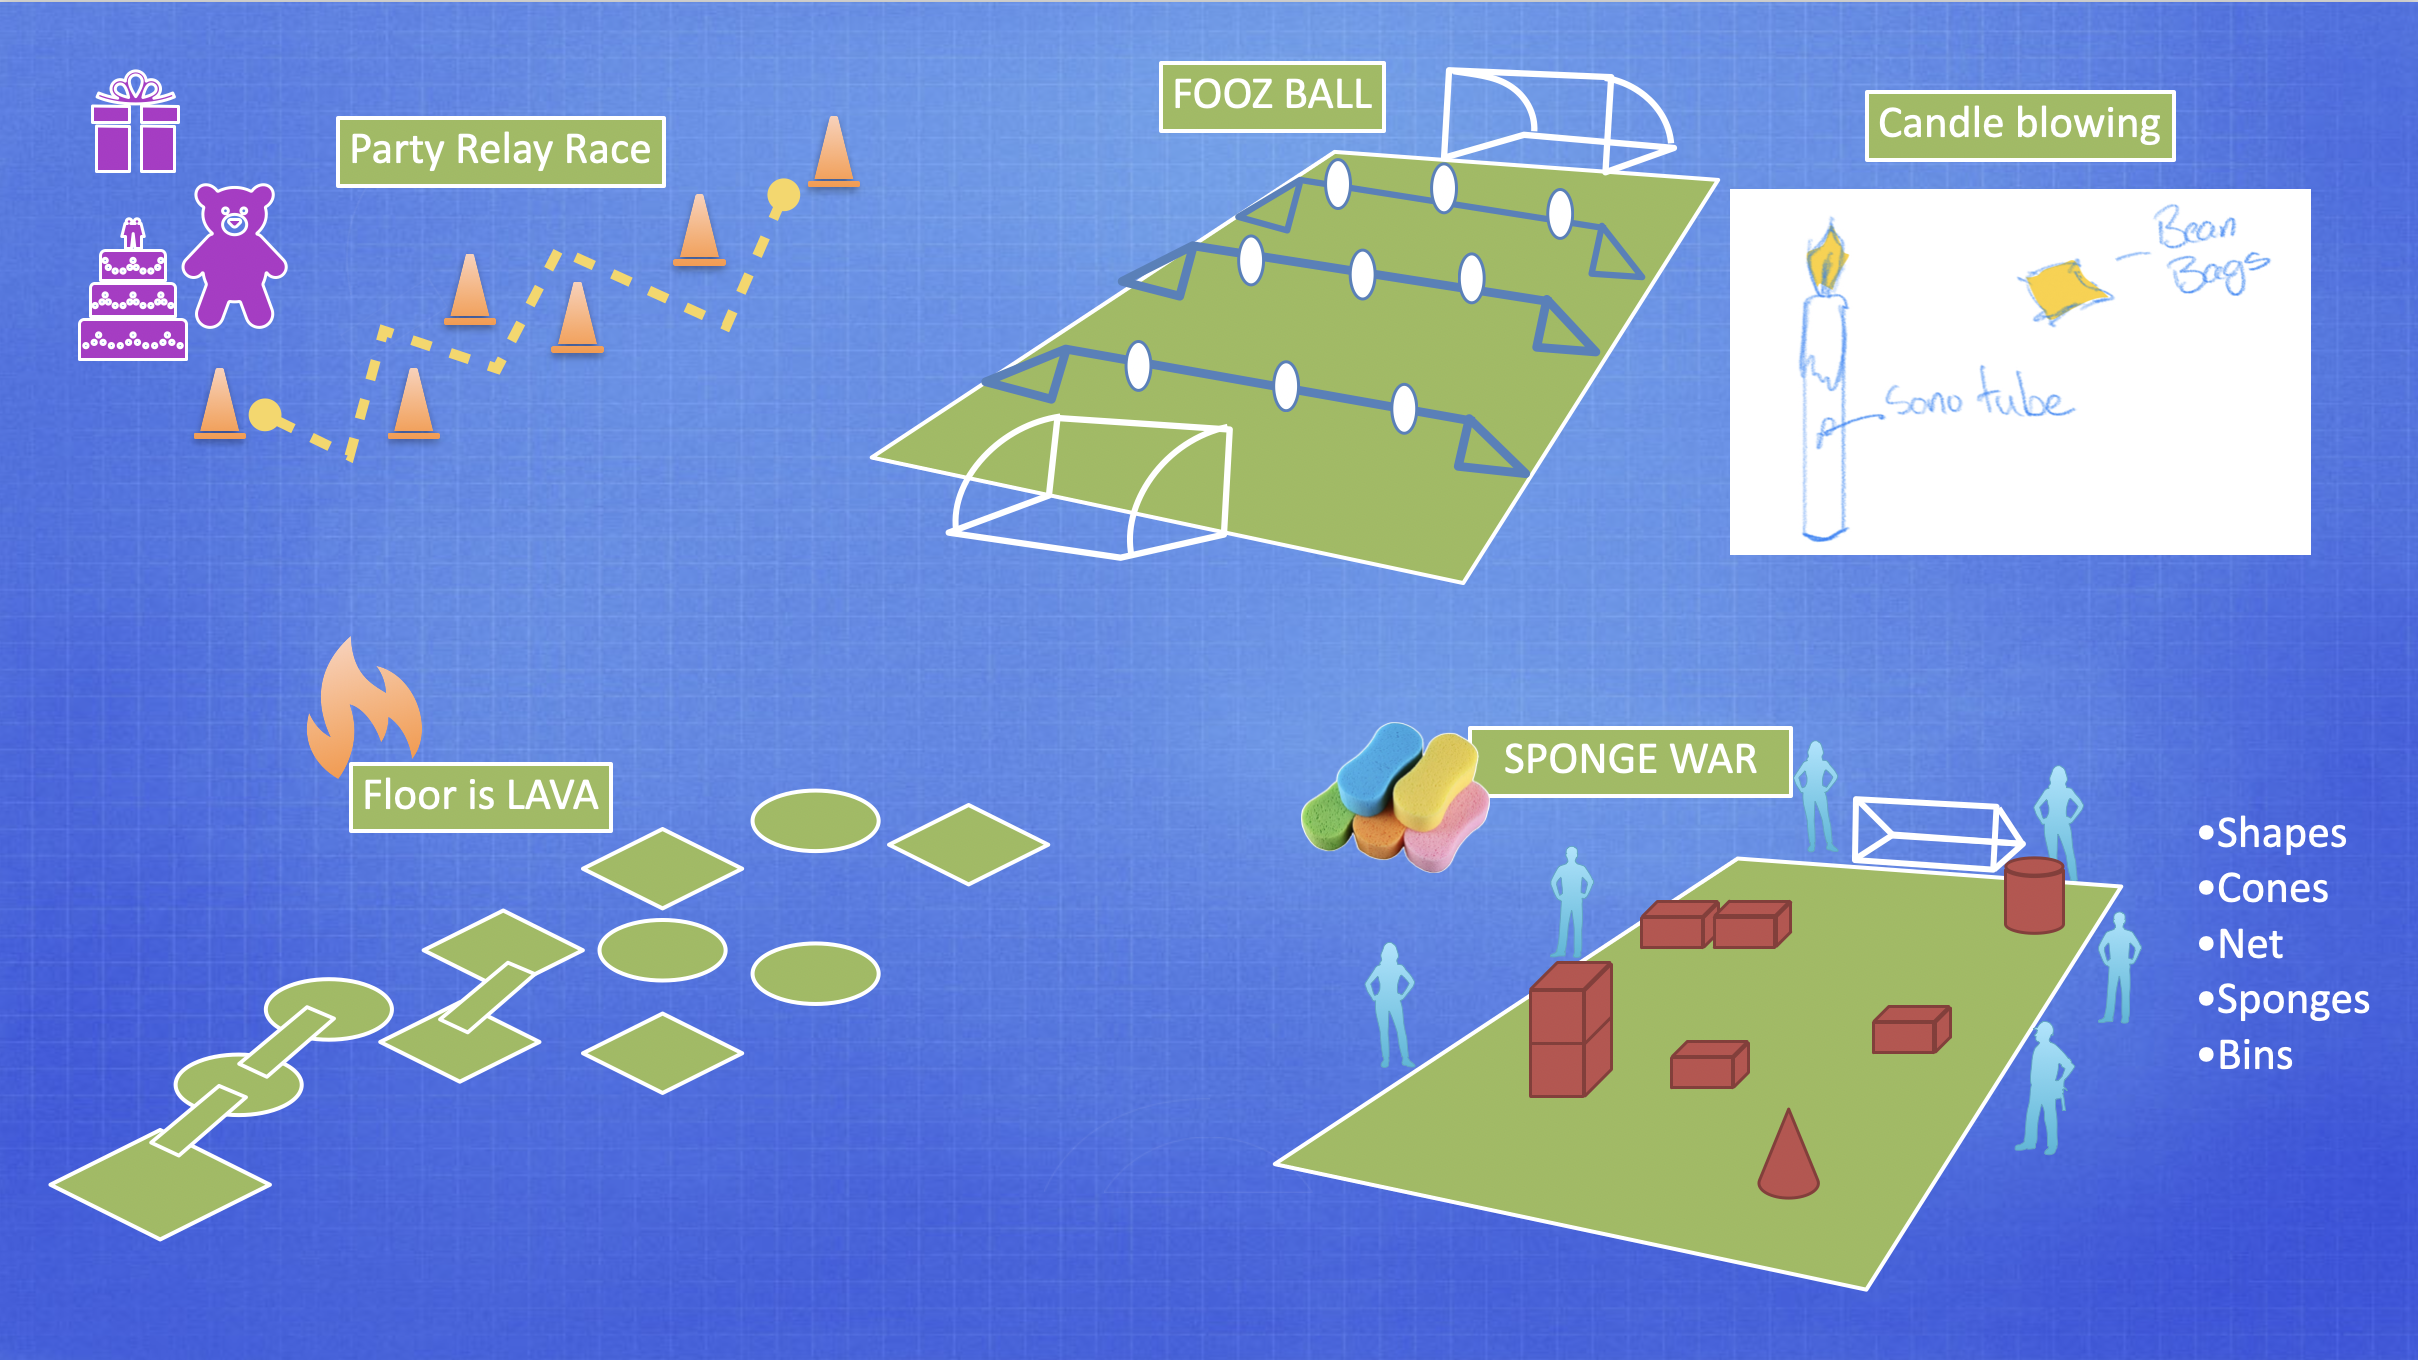 Party Relay Race
FOOZ BALL
Candle blowing
Bean
Bags
Sono tube
Floor is LAVA
SPONGE WAR
•Shapes
•Cones
•Net
•Sponges
•Bins